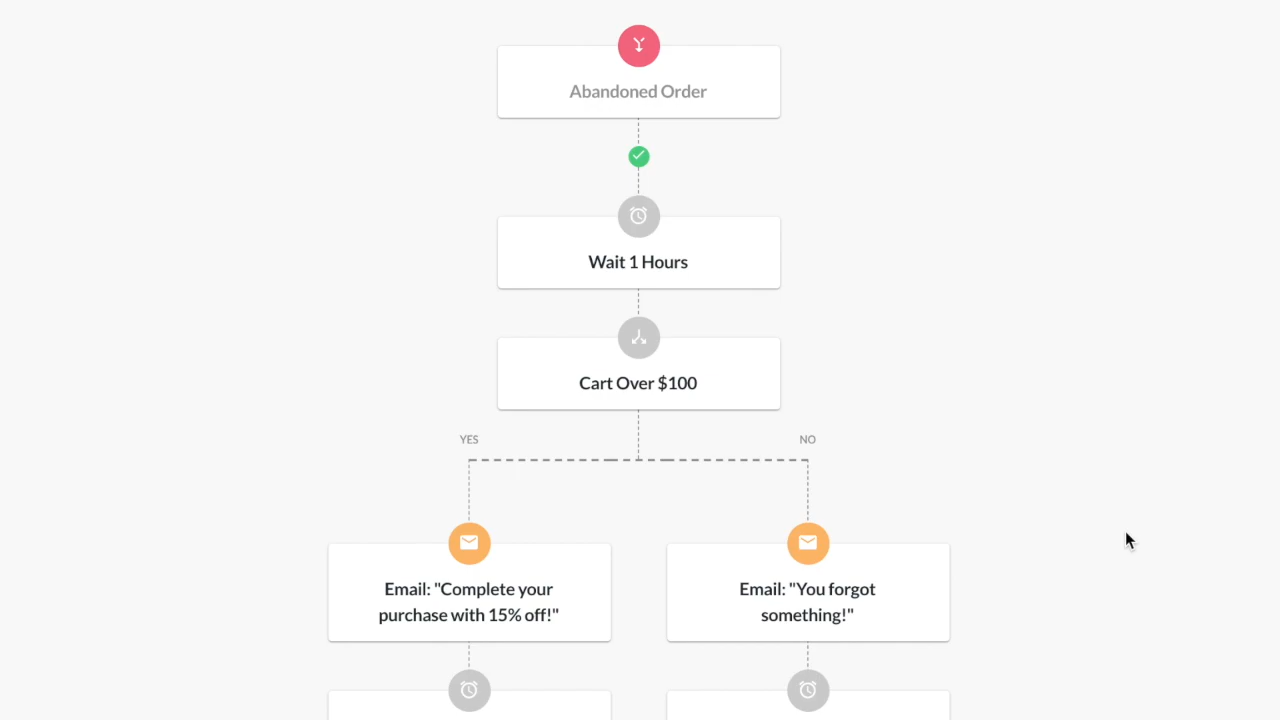 Abandoned Order
Wait 1 Hours
Cart Over $100
YES
NO
Email: "Complete your
purchase with 15% off!"
Email: "You forgot
something!"